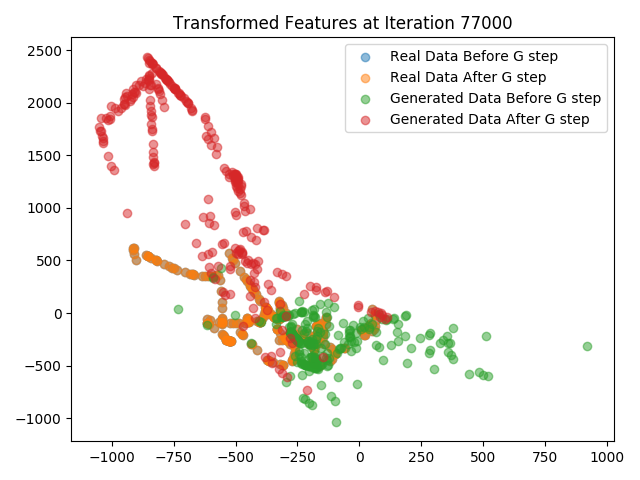 Transformed Features at Iteration 77000
Real Data Before G step
Real Data After G step
Generated Data Before G step
Generated Data After G step
2500
2000
1500
1000
500
0
−500
−1000
−1000 −750 −500 −250 0 250 500 750 1000